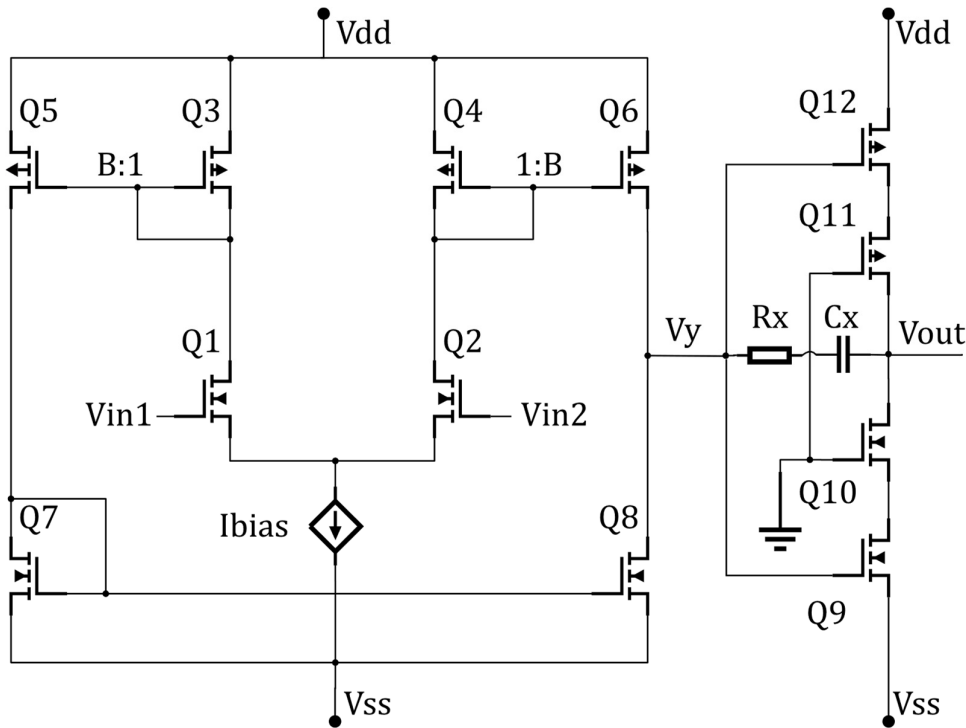 Vdd
Vdd
Q5
Q3
Q4
Q6
Q12
B:1
1:B
Q11
Q1
Q2
Vy
Rx
Cx
Vout
Vin1
Vin2
Q10
Q7
Ibias
Q8
Q9
Vss
Vss